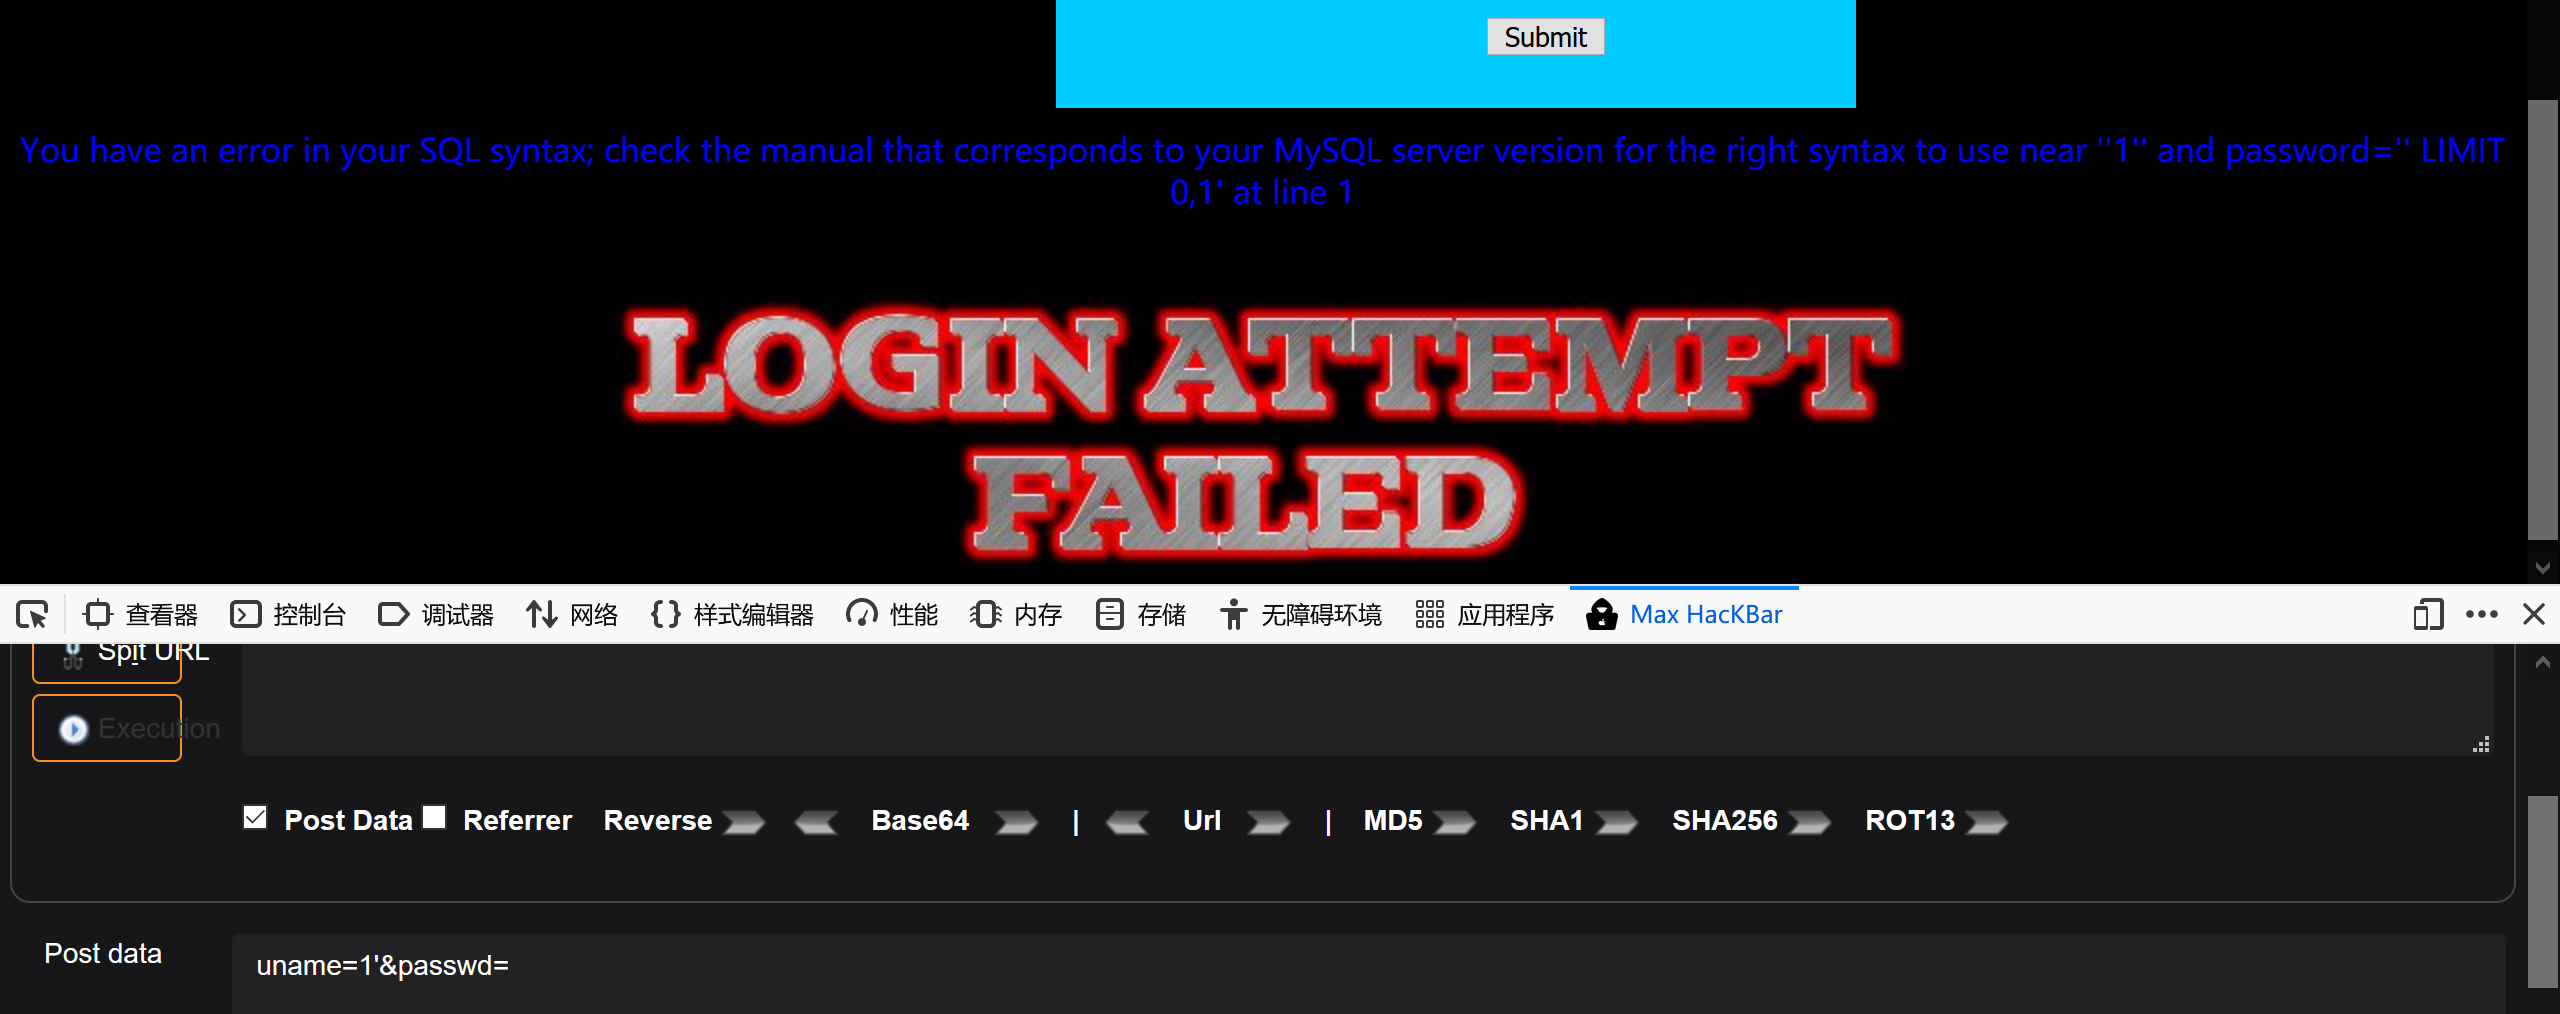 Submit
You have an error in your SQL syntax; check the manual that corresponds to your MySQL server version for the right syntax to use near ''1'' and password='' LIMIT
0,1' at line 1
LOGIN ATTEMPT
FAILED
查看器 控制台 调试器 网络 样式编辑器 性能 内存 存储 无障碍环境 应用程序 Max HacKBar
Spit URL
Execution
Post Data Referrer Reverse Base64 | Url | MD5 SHA1 SHA256 ROT13
Post data
uname=1'&passwd=